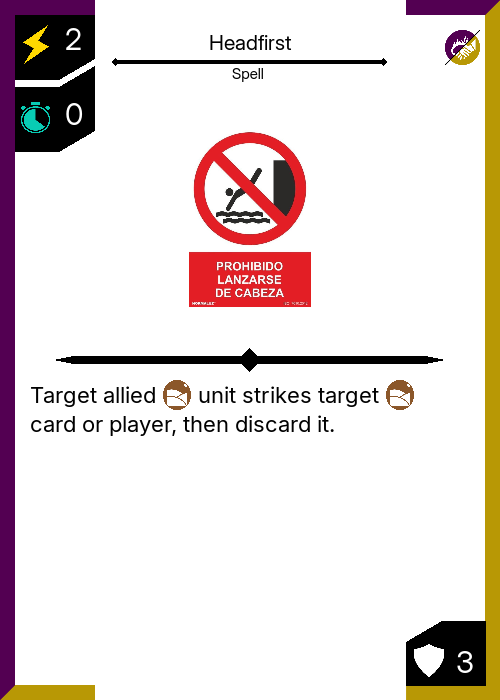 2
Headfirst
Spell
0
PROHIBIDO
LANZARSE
DE CABEZA
NORMALUZ
Target allied unit strikes target
card or player, then discard it.
3